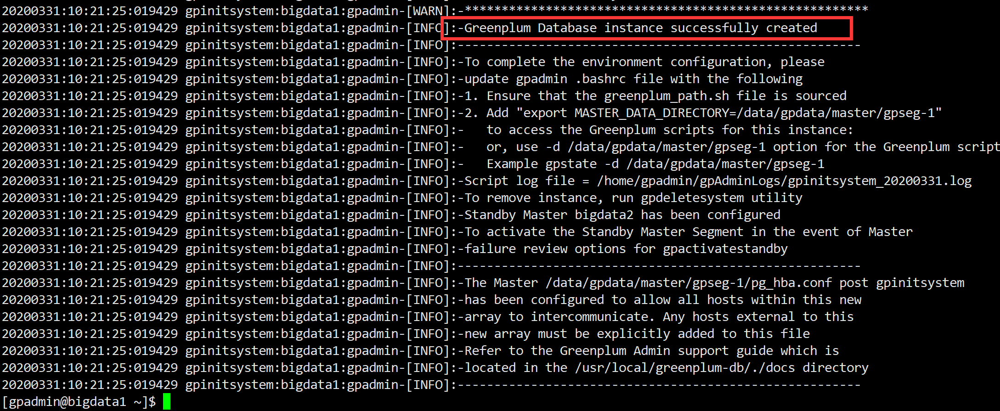 20200331:10:21:25:019429 gpinitsystem:bigdata1:gpadmin-[WARN]:-*******************************************************
20200331:10:21:25:019429 gpinitsystem:bigdata1:gpadmin-[INFO]:-Greenplum Database instance successfully created
20200331:10:21:25:019429 gpinitsystem:bigdata1:gpadmin-[INFO]:-------------------------------------------------------
20200331:10:21:25:019429 gpinitsystem:bigdata1:gpadmin-[INFO]:-To complete the environment configuration, please
20200331:10:21:25:019429 gpinitsystem:bigdata1:gpadmin-[INFO]:-update gpadmin .bashrc file with the following
20200331:10:21:25:019429 gpinitsystem:bigdata1:gpadmin-[INFO]:-1. Ensure that the greenplum_path.sh file is sourced
20200331:10:21:25:019429 gpinitsystem:bigdata1:gpadmin-[INFO]:-2. Add "export MASTER_DATA_DIRECTORY=/data/gpdata/master/gpseg-1"
20200331:10:21:25:019429 gpinitsystem:bigdata1:gpadmin-[INFO]:-   to access the Greenplum scripts for this instance:
20200331:10:21:25:019429 gpinitsystem:bigdata1:gpadmin-[INFO]:-   or, use -d /data/gpdata/master/gpseg-1 option for the Greenplum script
20200331:10:21:25:019429 gpinitsystem:bigdata1:gpadmin-[INFO]:-   Example gpstate -d /data/gpdata/master/gpseg-1
20200331:10:21:25:019429 gpinitsystem:bigdata1:gpadmin-[INFO]:-Script log file = /home/gpadmin/gpAdminLogs/gpinitsystem_20200331.log
20200331:10:21:25:019429 gpinitsystem:bigdata1:gpadmin-[INFO]:-To remove instance, run gpdeletesystem utility
20200331:10:21:25:019429 gpinitsystem:bigdata1:gpadmin-[INFO]:-Standby Master bigdata2 has been configured
20200331:10:21:25:019429 gpinitsystem:bigdata1:gpadmin-[INFO]:-To activate the Standby Master Segment in the event of Master
20200331:10:21:25:019429 gpinitsystem:bigdata1:gpadmin-[INFO]:-failure review options for gpactivatestandby
20200331:10:21:25:019429 gpinitsystem:bigdata1:gpadmin-[INFO]:-------------------------------------------------------
20200331:10:21:25:019429 gpinitsystem:bigdata1:gpadmin-[INFO]:-The Master /data/gpdata/master/gpseg-1/pg_hba.conf post gpinitsystem
20200331:10:21:25:019429 gpinitsystem:bigdata1:gpadmin-[INFO]:-has been configured to allow all hosts within this new
20200331:10:21:25:019429 gpinitsystem:bigdata1:gpadmin-[INFO]:-array to intercommunicate. Any hosts external to this
20200331:10:21:25:019429 gpinitsystem:bigdata1:gpadmin-[INFO]:-new array must be explicitly added to this file
20200331:10:21:25:019429 gpinitsystem:bigdata1:gpadmin-[INFO]:-Refer to the Greenplum Admin support guide which is
20200331:10:21:25:019429 gpinitsystem:bigdata1:gpadmin-[INFO]:-located in the /usr/local/greenplum-db/./docs directory
20200331:10:21:25:019429 gpinitsystem:bigdata1:gpadmin-[INFO]:-------------------------------------------------------
[gpadmin@bigdata1 ~]$